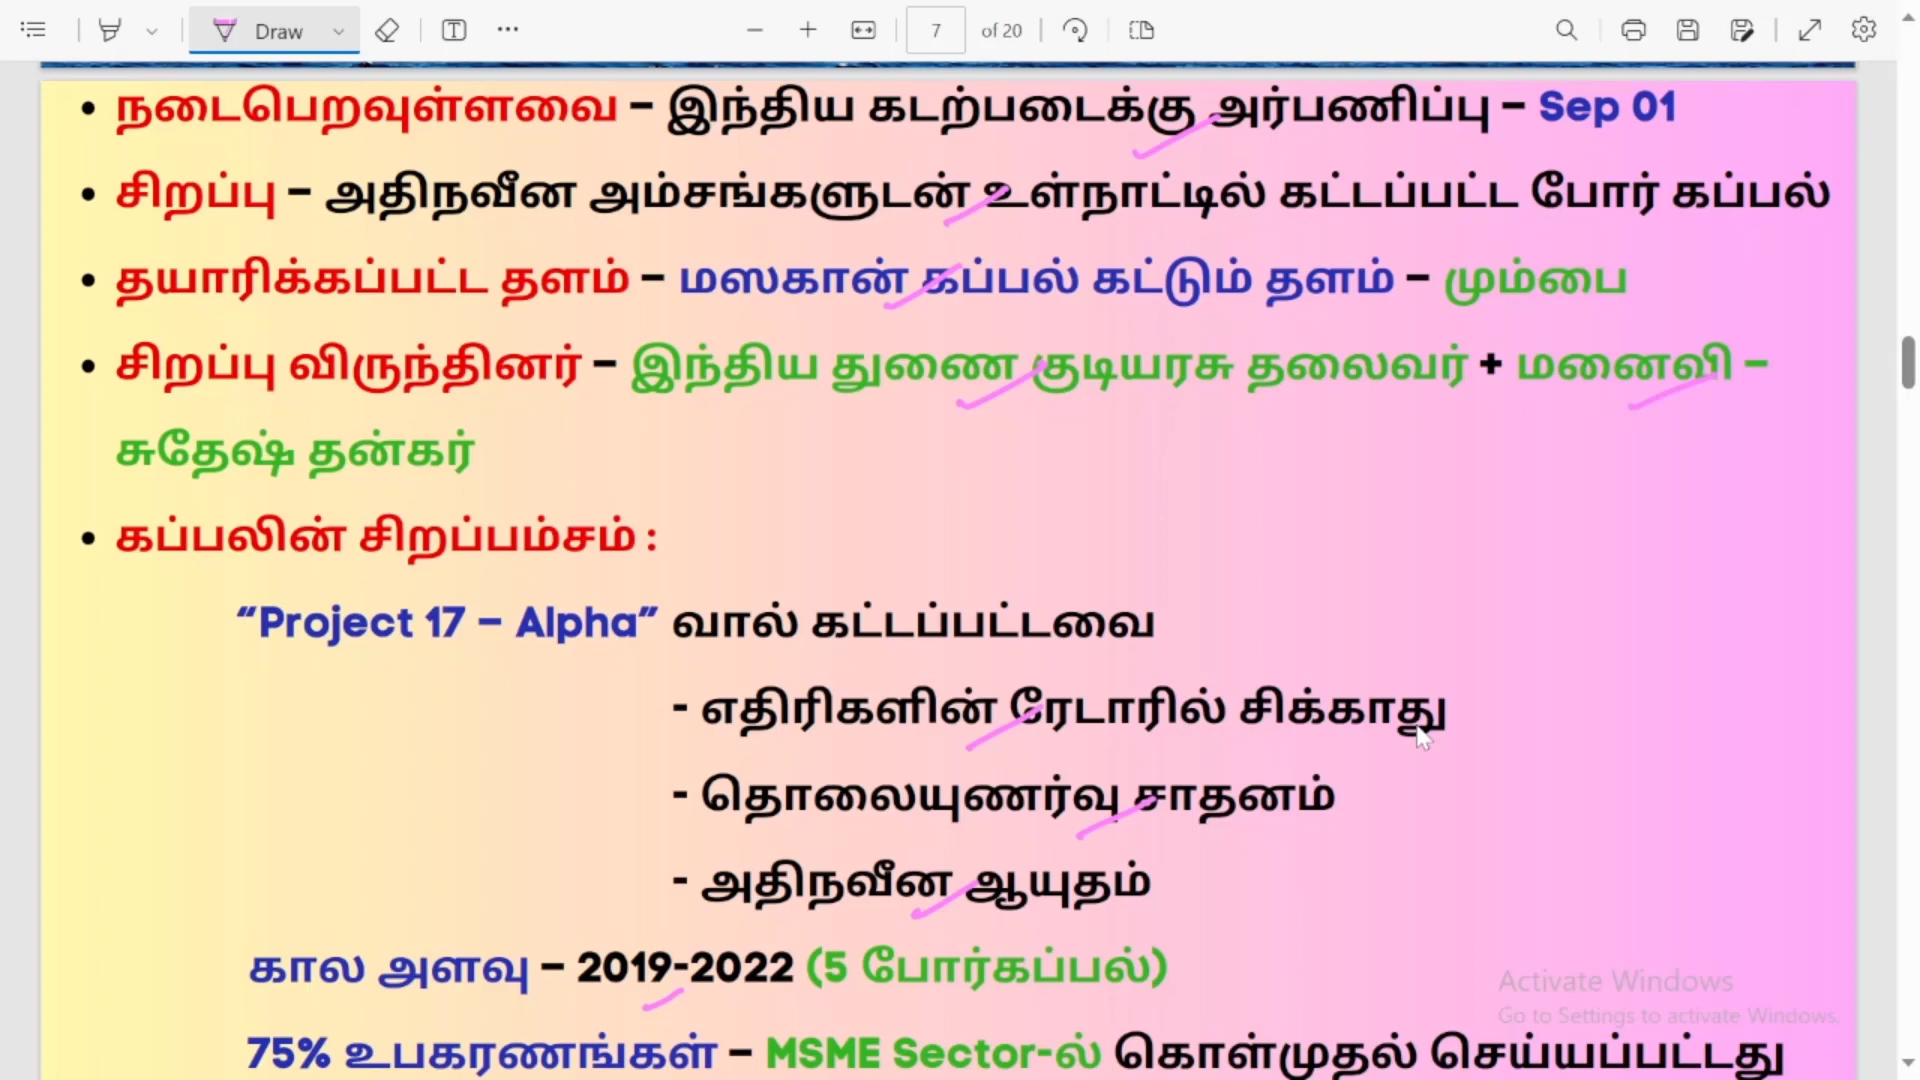 Draw
7 of 20
• நடைபெறவுள்ளவை – இந்திய கடற்படைக்கு அர்பணிப்பு – Sep 01
• சிறப்பு – அதிநவீன அம்சங்களுடன் உள்நாட்டில் கட்டப்பட்ட போர் கப்பல்
• தயாரிக்கப்பட்ட தளம் – மஸகான் கப்பல் கட்டும் தளம் – மும்பை
• சிறப்பு விருந்தினர் – இந்திய துணை குடியரசு தலைவர் + மனைவி –
சுதேஷ் தன்கர்
• கப்பலின் சிறப்பம்சம் :
“Project 17 – Alpha” வால் கட்டப்பட்டவை
- எதிரிகளின் ரேடாரில் சிக்காது
- தொலையுணர்வு சாதனம்
- அதிநவீன ஆயுதம்
கால அளவு – 2019-2022 (5 போர்கப்பல்)
Activate Windows
Go to Settings to activate Windows.
75% உபகரணங்கள் – MSME Sector-ல் கொள்முதல் செய்யப்பட்டது